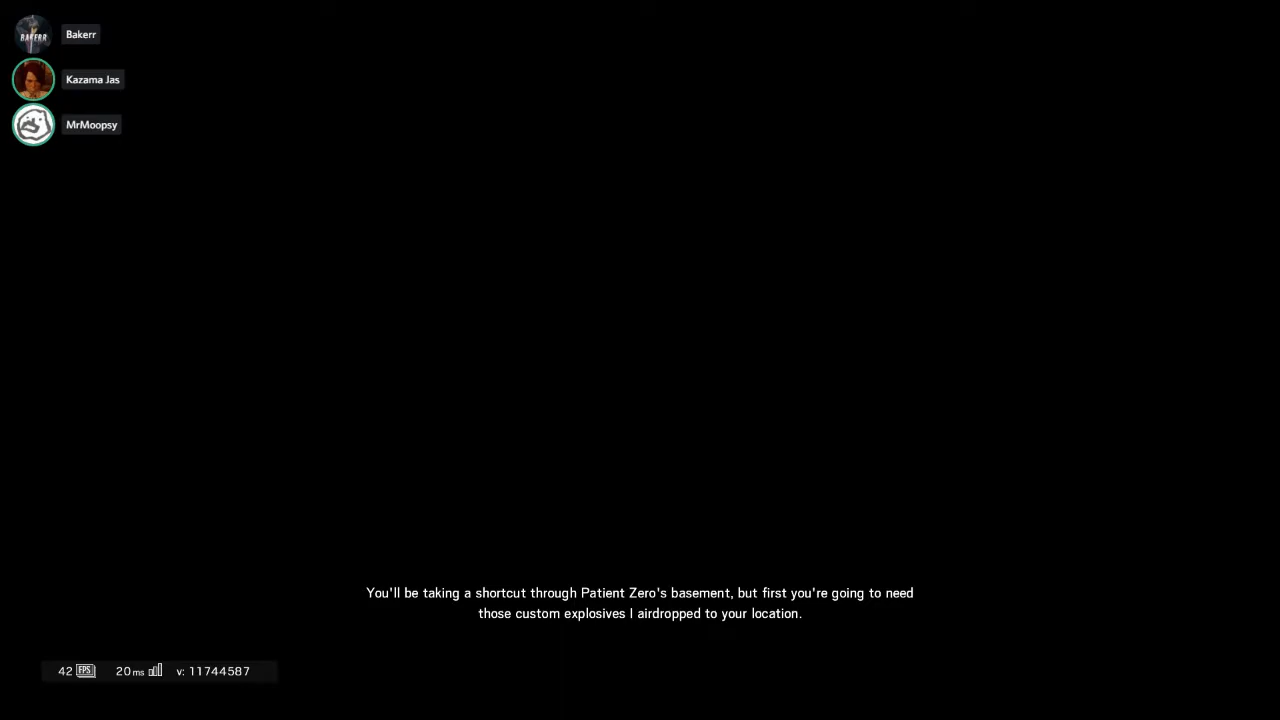 BAKERR
Bakerr
Kazama Jas
MrMoopsy
You'll be taking a shortcut through Patient Zero's basement, but first you're going to need
those custom explosives I airdropped to your location.
42 FPS 20ms v: 11744587